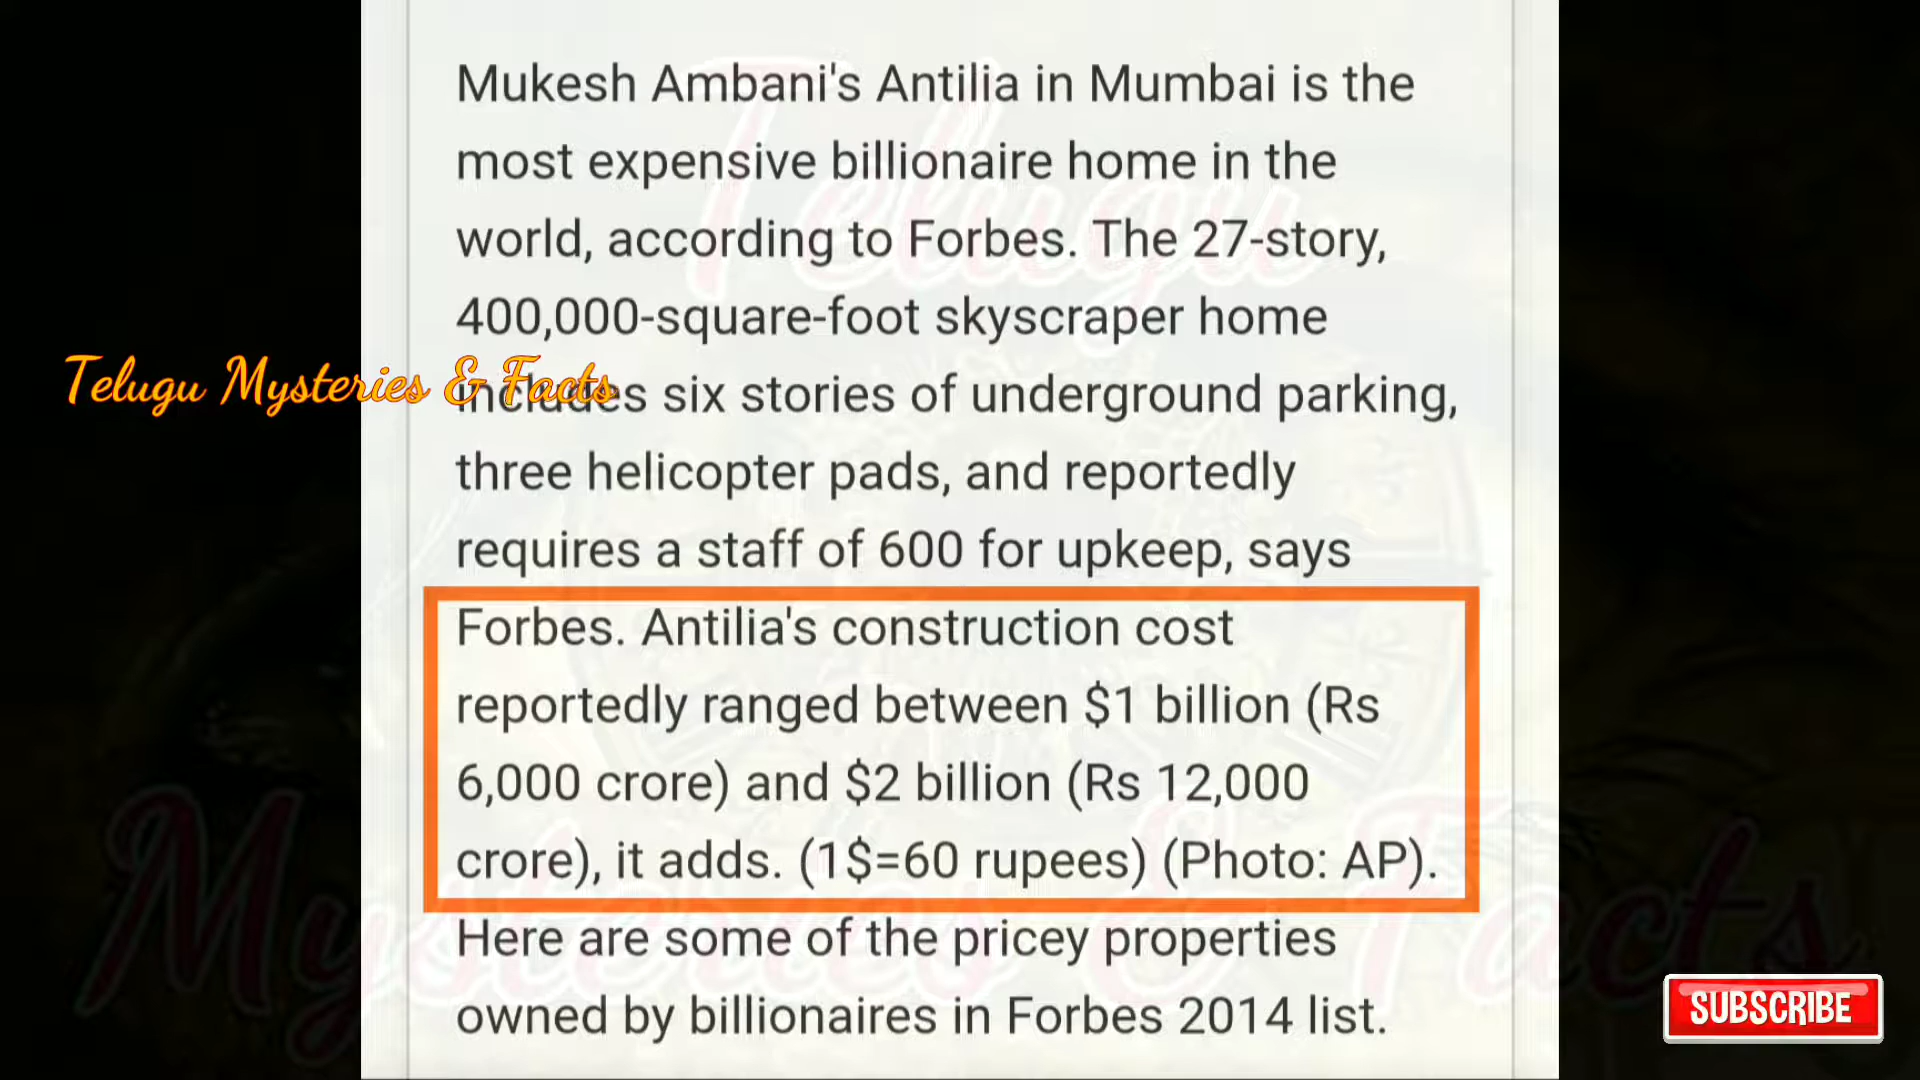 Mukesh Ambani's Antilia in Mumbai is the
most expensive billionaire home in the
world, according to Forbes. The 27-story,
400,000-square-foot skyscraper home
Telugu Mysteries & Facts
includes six stories of underground parking,
three helicopter pads, and reportedly
requires a staff of 600 for upkeep, says
Forbes. Antilia's construction cost
reportedly ranged between $1 billion (Rs
6,000 crore) and $2 billion (Rs 12,000
crore), it adds. (1$=60 rupees) (Photo: AP).
Here are some of the pricey properties
owned by billionaires in Forbes 2014 list.
Telugu
Mysteries & Facts
SUBSCRIBE